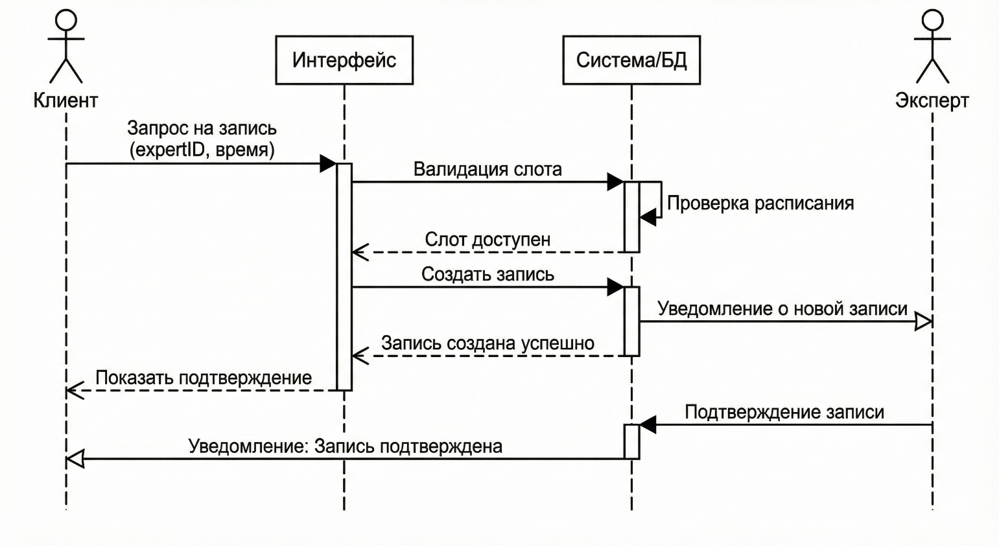 Интерфейс
Система/БД
Клиент
Эксперт
Запрос на запись
(expertID, время)
Валидация слота
Проверка расписания
Слот доступен
Создать запись
Уведомление о новой записи
Запись создана успешно
Показать подтверждение
Подтверждение записи
Уведомление: Запись подтверждена